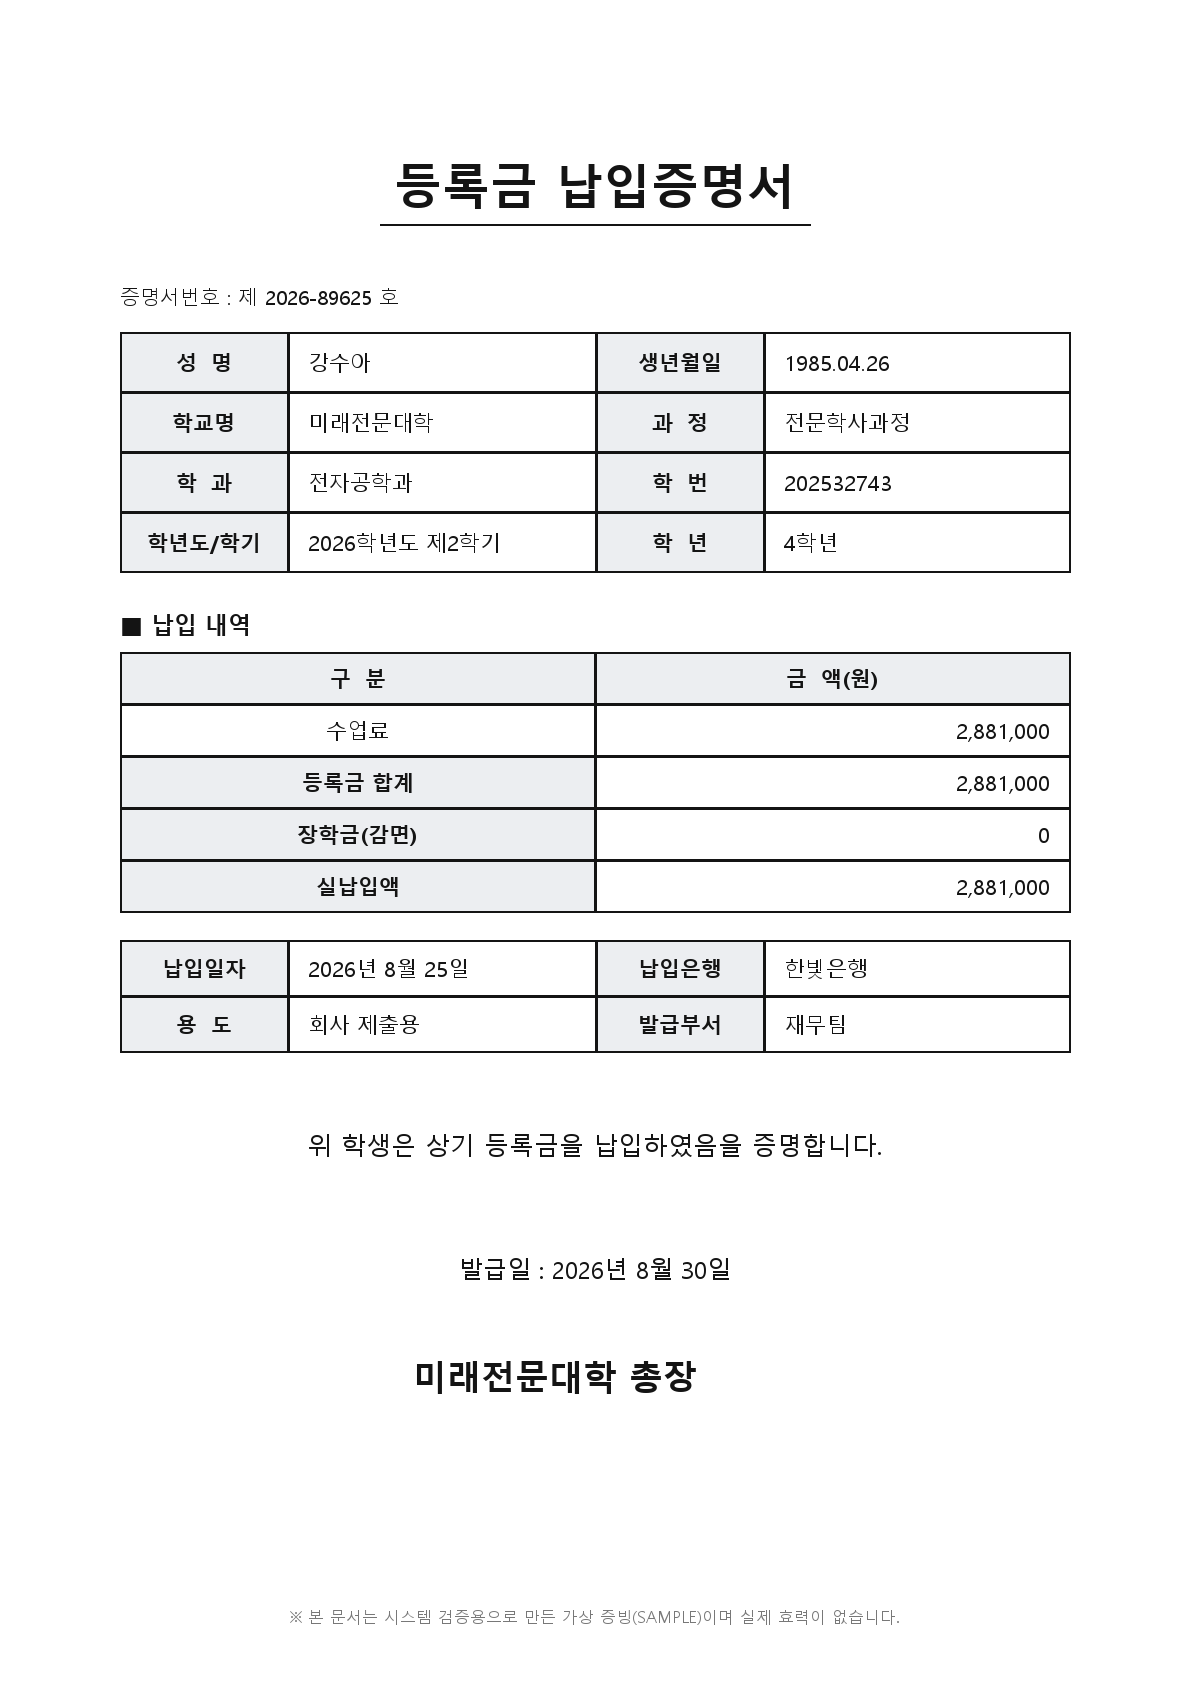 등록금 납입증명서
증명서번호 : 제 2026-89625 호
성 명 강수아 생년월일 1985.04.26
학교명 미래전문대학 과 정 전문학사과정
학 과 전자공학과 학 번 202532743
학년도/학기 2026학년도 제2학기 학 년 4학년
■ 납입 내역
구 분 금 액(원)
수업료 2,881,000
등록금 합계 2,881,000
장학금(감면) 0
실납입액 2,881,000
납입일자 2026년 8월 25일 납입은행 한빛은행
용 도 회사 제출용 발급부서 재무팀
위 학생은 상기 등록금을 납입하였음을 증명합니다.
발급일 : 2026년 8월 30일
미래전문대학 총장
※ 본 문서는 시스템 검증용으로 만든 가상 증빙(SAMPLE)이며 실제 효력이 없습니다.